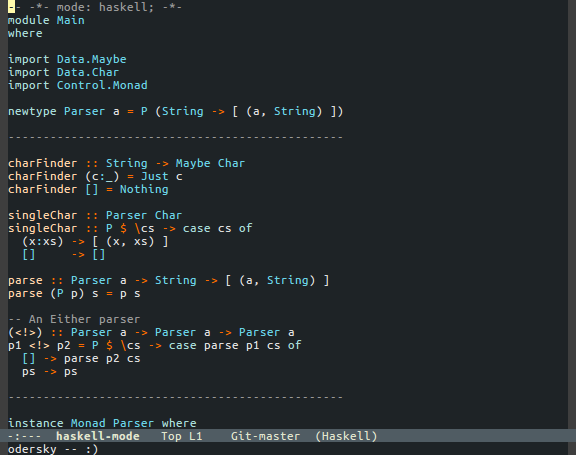 -- -*- mode: haskell; -*-
module Main
where

import Data.Maybe
import Data.Char
import Control.Monad

newtype Parser a = P (String -> [ (a, String) ])

------------------------------------------------

charFinder :: String -> Maybe Char
charFinder (c:_) = Just c
charFinder [] = Nothing

singleChar :: Parser Char
singleChar :: P $ \cs -> case cs of
  (x:xs) -> [ (x, xs) ]
  []     -> []

parse :: Parser a -> String -> [ (a, String) ]
parse (P p) s = p s

-- An Either parser
(<!>) :: Parser a -> Parser a -> Parser a
p1 <!> p2 = P $ \cs -> case parse p1 cs of
  [] -> parse p2 cs
  ps -> ps

------------------------------------------------

instance Monad Parser where
-:---  haskell-mode   Top L1    Git-master  (Haskell)
odersky -- :)